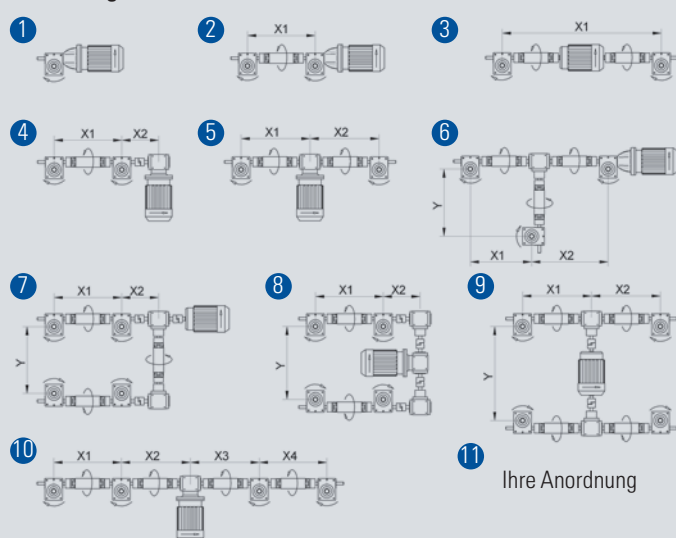 1
2
X1
3
X1
4
X1 X2
5
X1 X2
6
Y
X1 X2
7
X1 X2
Y
8
X1 X2
Y
9
X1 X2
Y
10
X1 X2 X3 X4
11
Ihre Anordnung